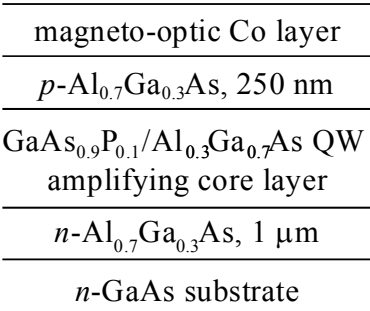 magneto-optic Co layer
p-Al₀.₇Ga₀.₃As, 250 nm
GaAs₀.₉P₀.₁/Al₀.₃Ga₀.₇As QW
amplifying core layer
n-Al₀.₇Ga₀.₃As, 1 μm
n-GaAs substrate